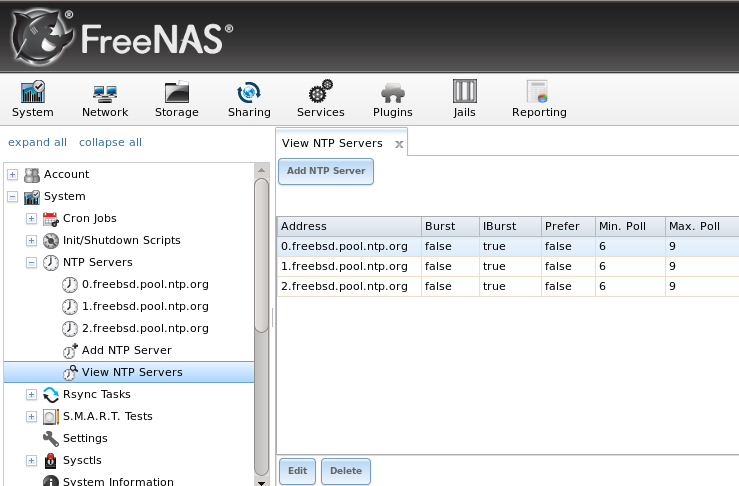 FreeNAS®
System Network Storage Sharing Services Plugins Jails Reporting
expand all collapse all
Account
System
Cron Jobs
Init/Shutdown Scripts
NTP Servers
0.freebsd.pool.ntp.org
1.freebsd.pool.ntp.org
2.freebsd.pool.ntp.org
Add NTP Server
View NTP Servers
Rsync Tasks
S.M.A.R.T. Tests
Settings
Sysctls
System Information
View NTP Servers x
Add NTP Server
Address Burst IBurst Prefer Min. Poll Max. Poll
0.freebsd.pool.ntp.org false true false 6 9
1.freebsd.pool.ntp.org false true false 6 9
2.freebsd.pool.ntp.org false true false 6 9
Edit Delete